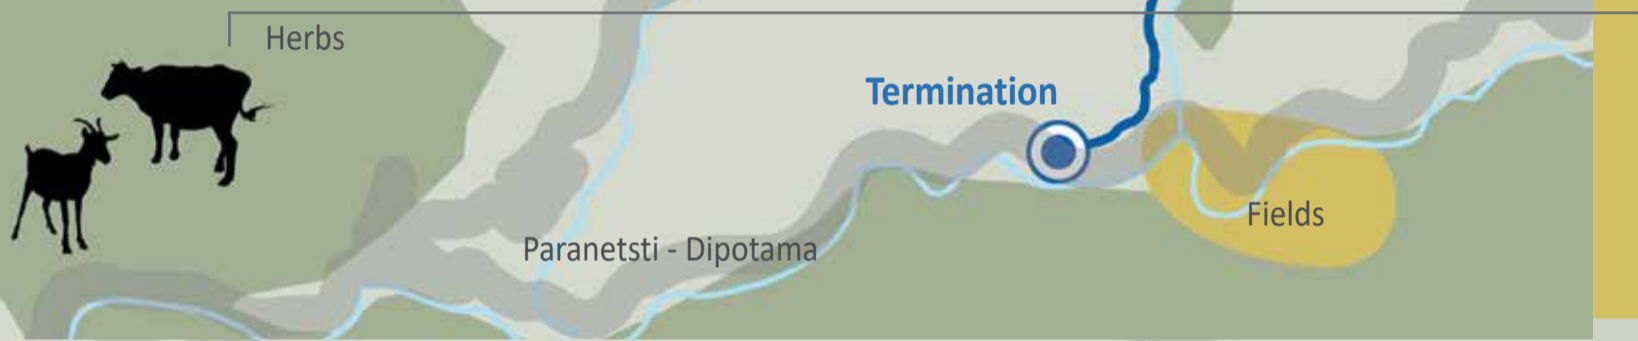 Herbs
Termination
Fields
Paranetsti - Dipotama